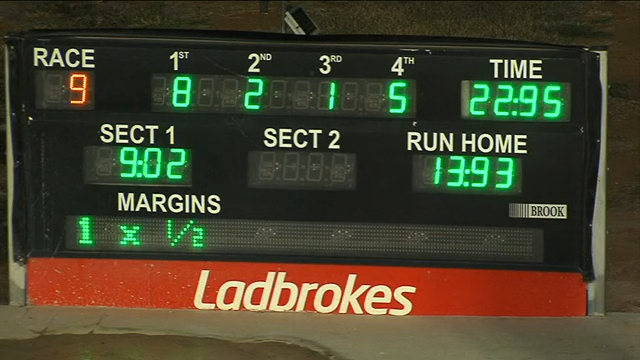 RACE 1ST 2ND 3RD 4TH TIME
9 8 2 1 5 22:95
SECT 1 SECT 2 RUN HOME
9.02 13:93
MARGINS
BROOK
1 x 1/2
Ladbrokes